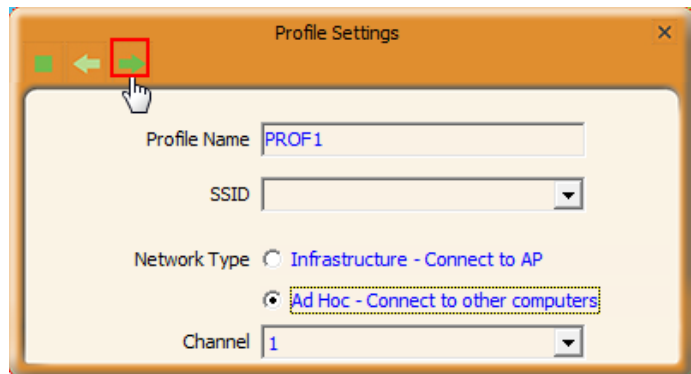 Profile Settings
Profile Name PROF1
SSID
Network Type Infrastructure - Connect to AP
Ad Hoc - Connect to other computers
Channel 1